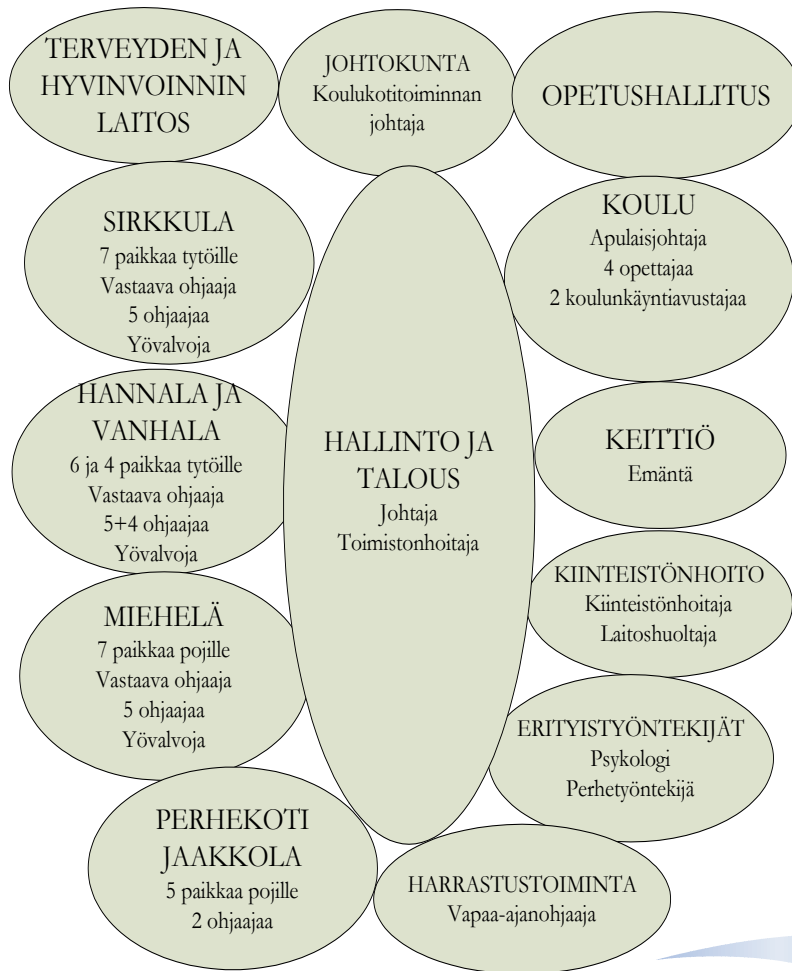 TERVEYDEN JA
HYVINVOINNIN
LAITOS
JOHTOKUNTA
Koulukotitoiminnan
johtaja
OPETUSHALLITUS
SIRKKULA
7 paikkaa tytöille
Vastaava ohjaaja
5 ohjaajaa
Yövalvoja
KOULU
Apulaisjohtaja
4 opettajaa
2 koulunkäyntiavustajaa
HANNALA JA
VANHALA
6 ja 4 paikkaa tytöille
Vastaava ohjaaja
5+4 ohjaajaa
Yövalvoja
HALLINTO JA
TALOUS
Johtaja
Toimistonhoitaja
KEITTIÖ
Emäntä
KIINTEISTÖNHOITO
Kiinteistönhoitaja
Laitoshuoltaja
MIEHELÄ
7 paikkaa pojille
Vastaava ohjaaja
5 ohjaajaa
Yövalvoja
ERITYISTYÖNTEKIJÄT
Psykologi
Perhetyöntekijä
PERHEKOTI
JAAKKOLA
5 paikkaa pojille
2 ohjaajaa
HARRASTUSTOIMINTA
Vapaa-ajanohjaaja